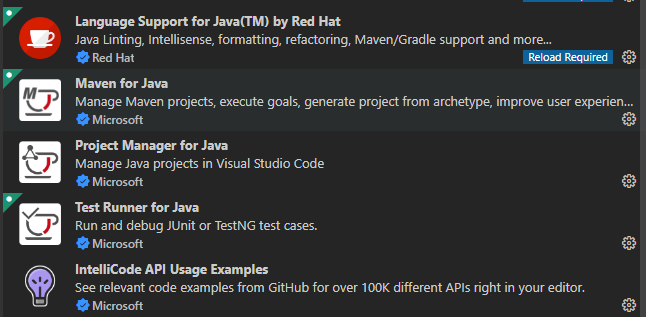 Language Support for Java(TM) by Red Hat
Java Linting, Intellisense, formatting, refactoring, Maven/Gradle support and more...
Red Hat
Reload Required
Maven for Java
Manage Maven projects, execute goals, generate project from archetype, improve user experien...
Microsoft
Project Manager for Java
Manage Java projects in Visual Studio Code
Microsoft
Test Runner for Java
Run and debug JUnit or TestNG test cases.
Microsoft
IntelliCode API Usage Examples
See relevant code examples from GitHub for over 100K different APIs right in your editor.
Microsoft